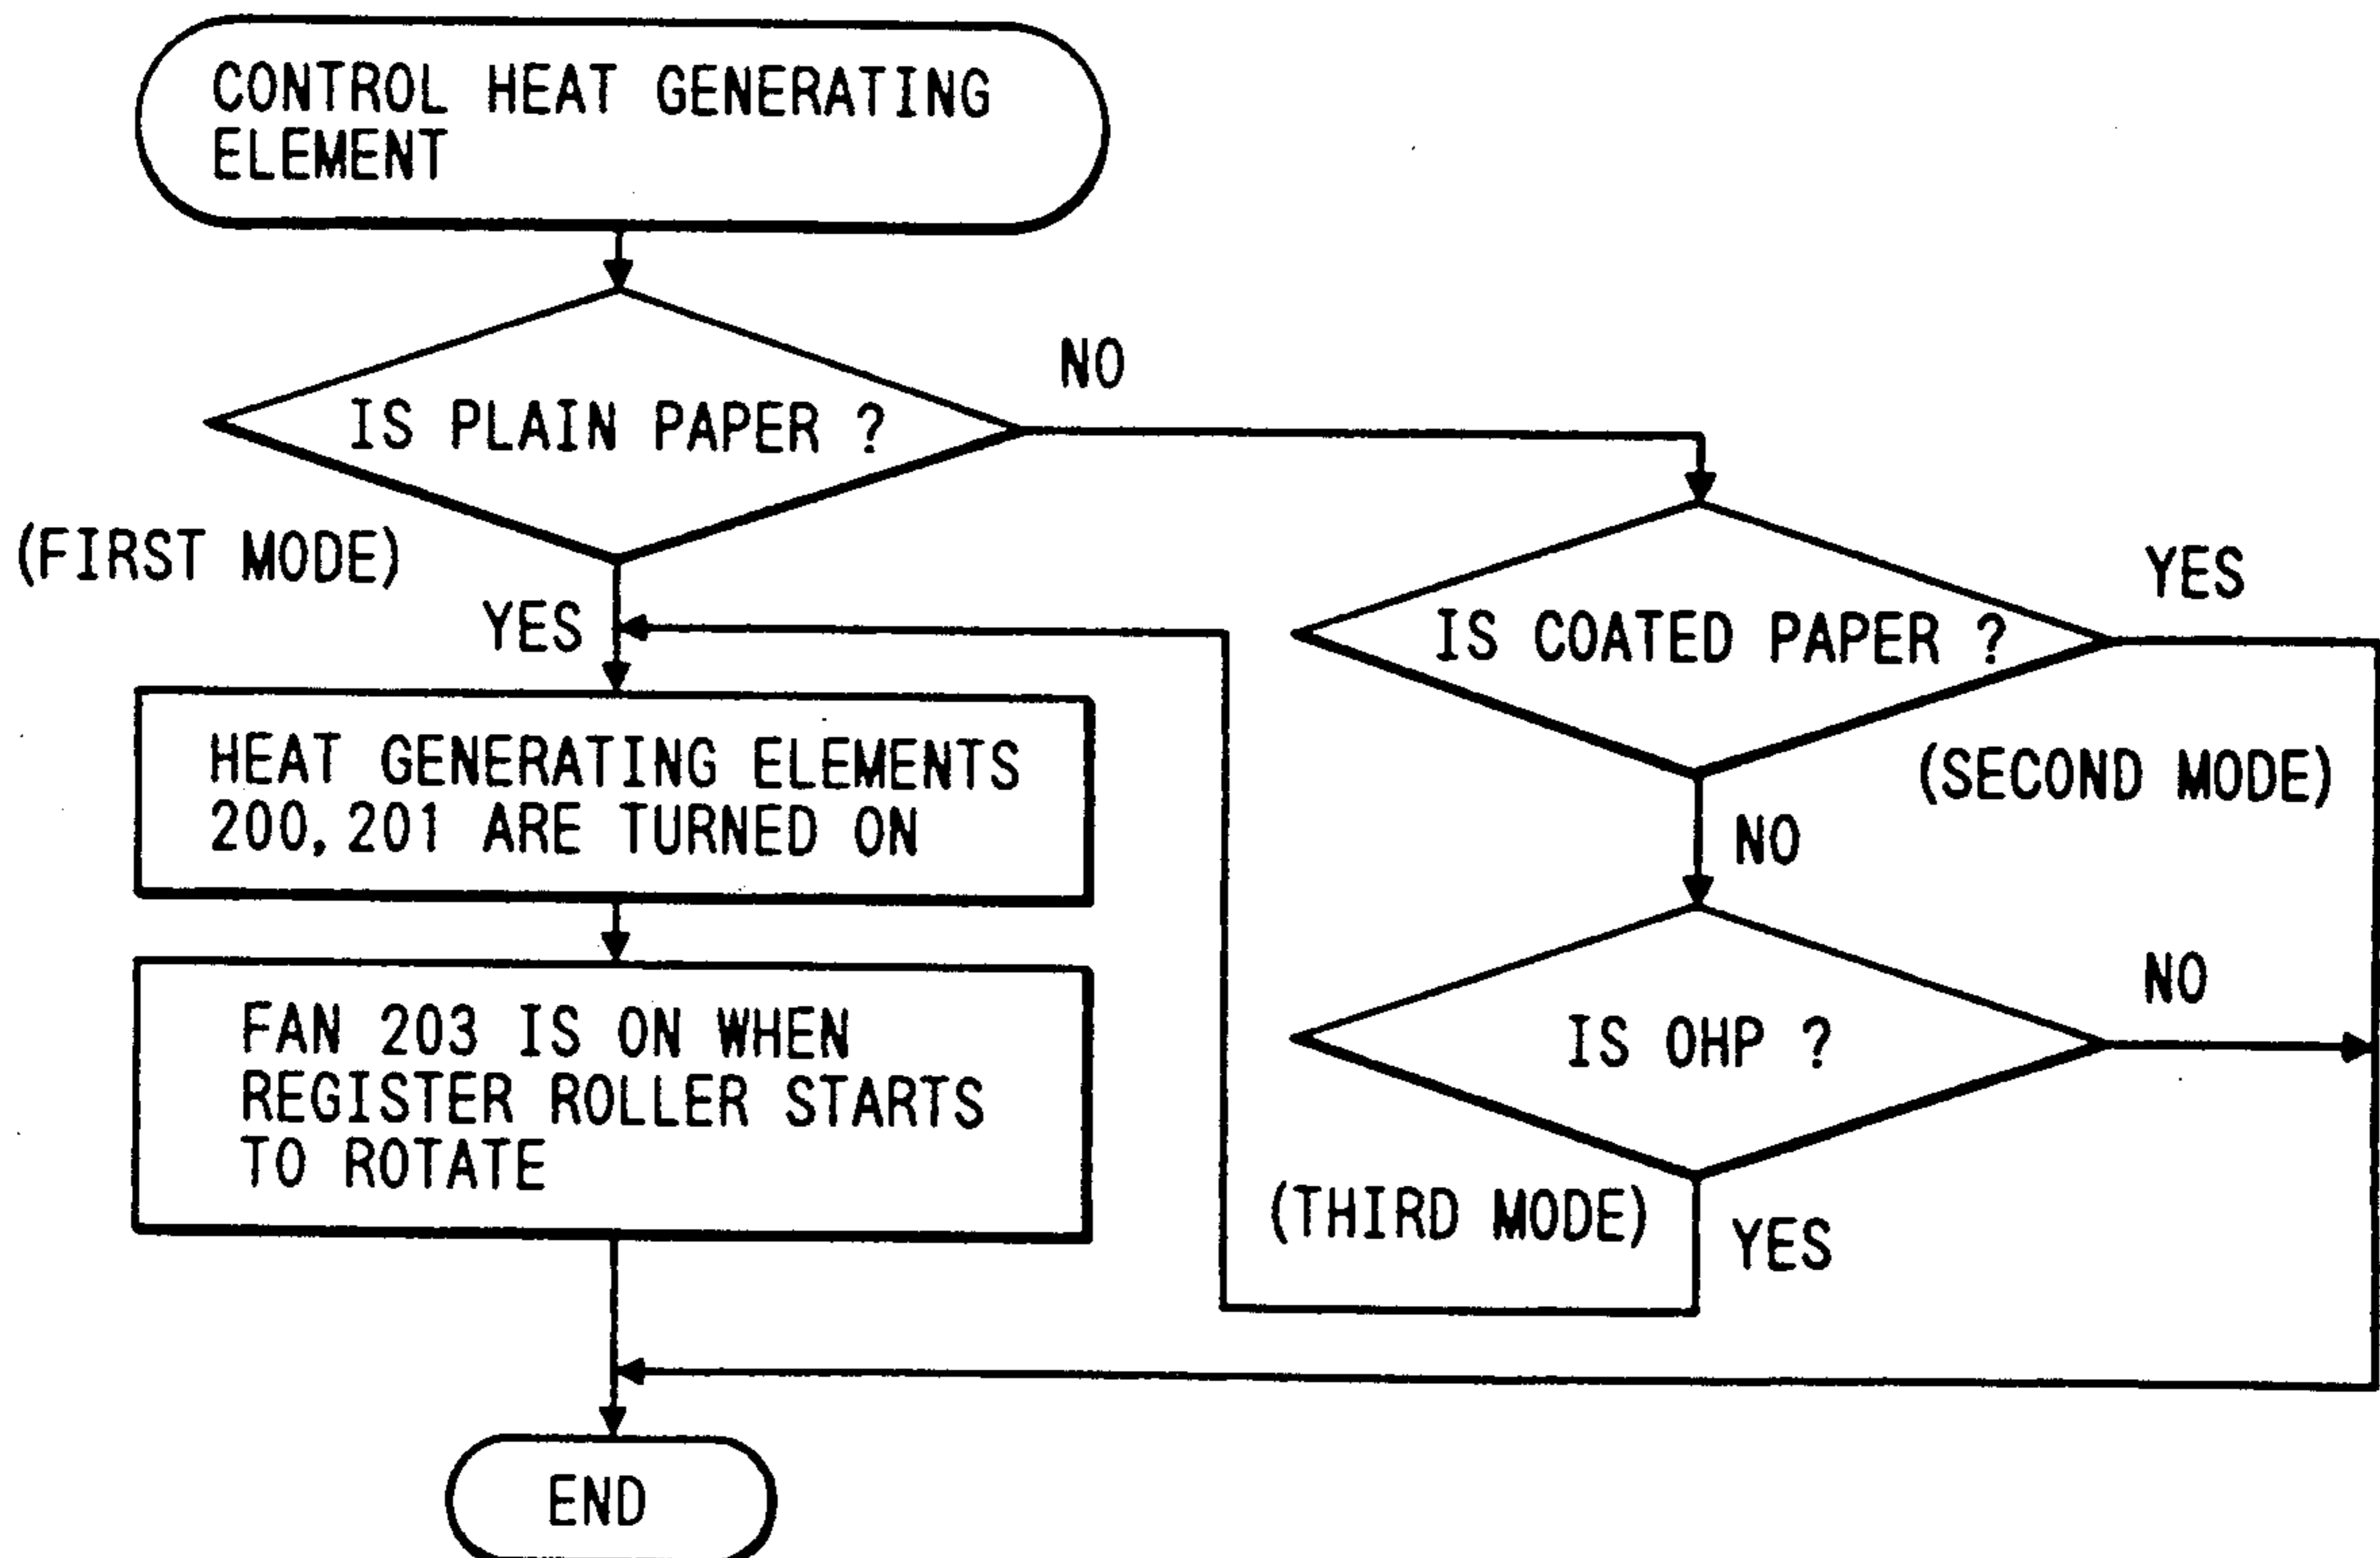 CONTROL HEAT GENERATING
ELEMENT
IS PLAIN PAPER ?
NO
(FIRST MODE)
YES
HEAT GENERATING ELEMENTS
200,201 ARE TURNED ON
FAN 203 IS ON WHEN
REGISTER ROLLER STARTS
TO ROTATE
IS COATED PAPER ?
YES
(SECOND MODE)
NO
IS OHP ?
NO
(THIRD MODE)
YES
END